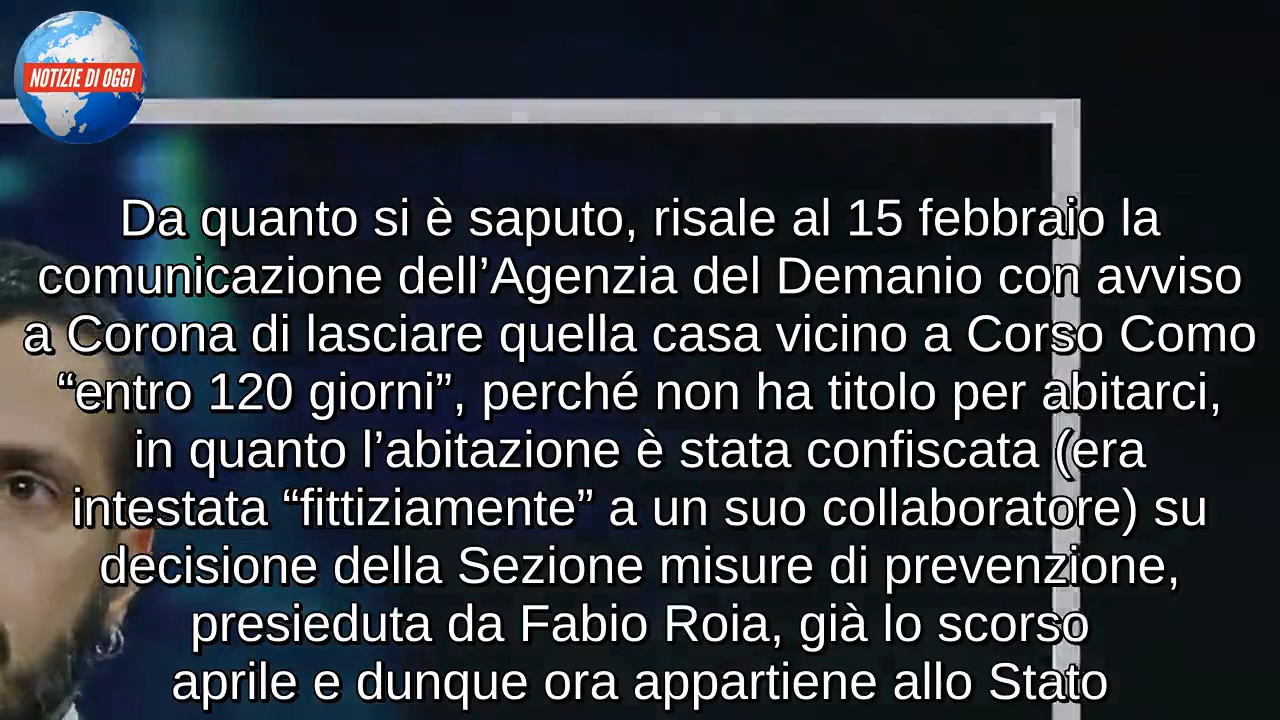 NOTIZIE DI OGGI
Da quanto si è saputo, risale al 15 febbraio la
comunicazione dell’Agenzia del Demanio con avviso
a Corona di lasciare quella casa vicino a Corso Como
“entro 120 giorni”, perché non ha titolo per abitarci,
in quanto l’abitazione è stata confiscata (era
intestata “fittiziamente” a un suo collaboratore) su
decisione della Sezione misure di prevenzione,
presieduta da Fabio Roia, già lo scorso
aprile e dunque ora appartiene allo Stato